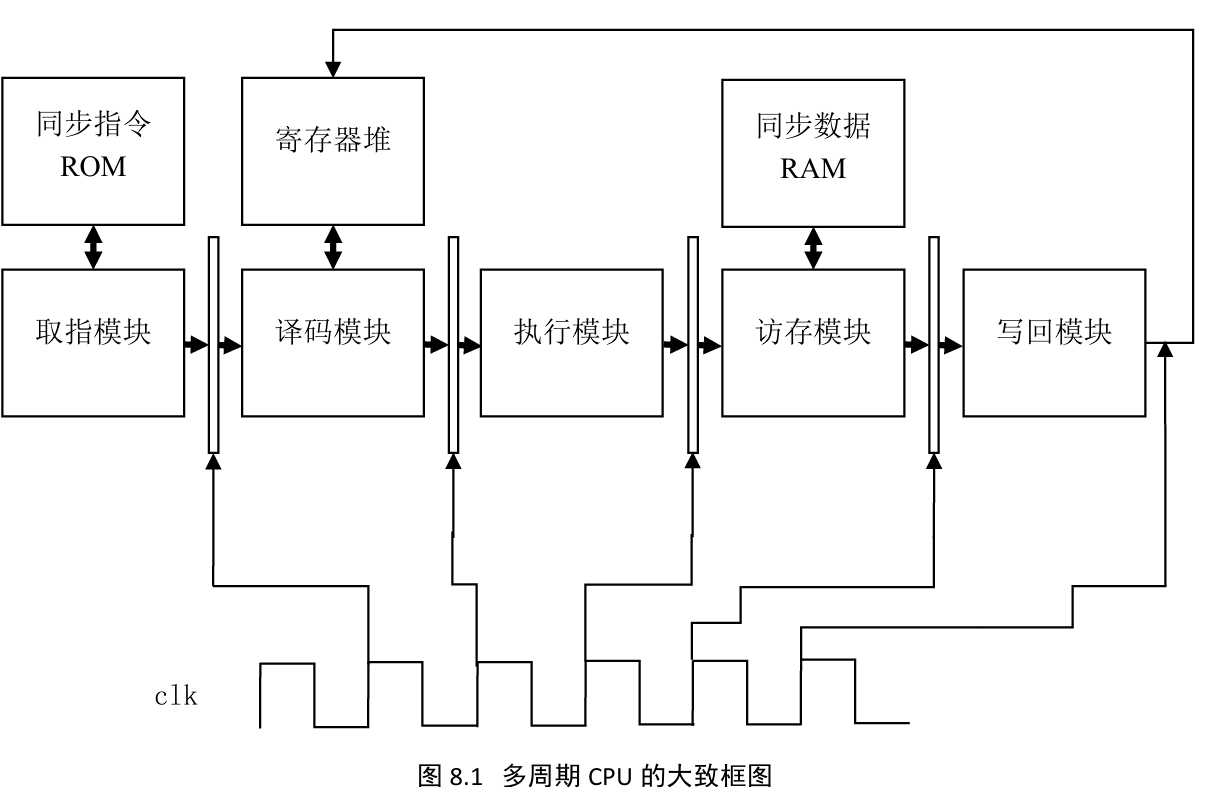 同步指令
ROM
寄存器堆
同步数据
RAM
取指模块
译码模块
执行模块
访存模块
写回模块
clk
图 8.1 多周期 CPU 的大致框图